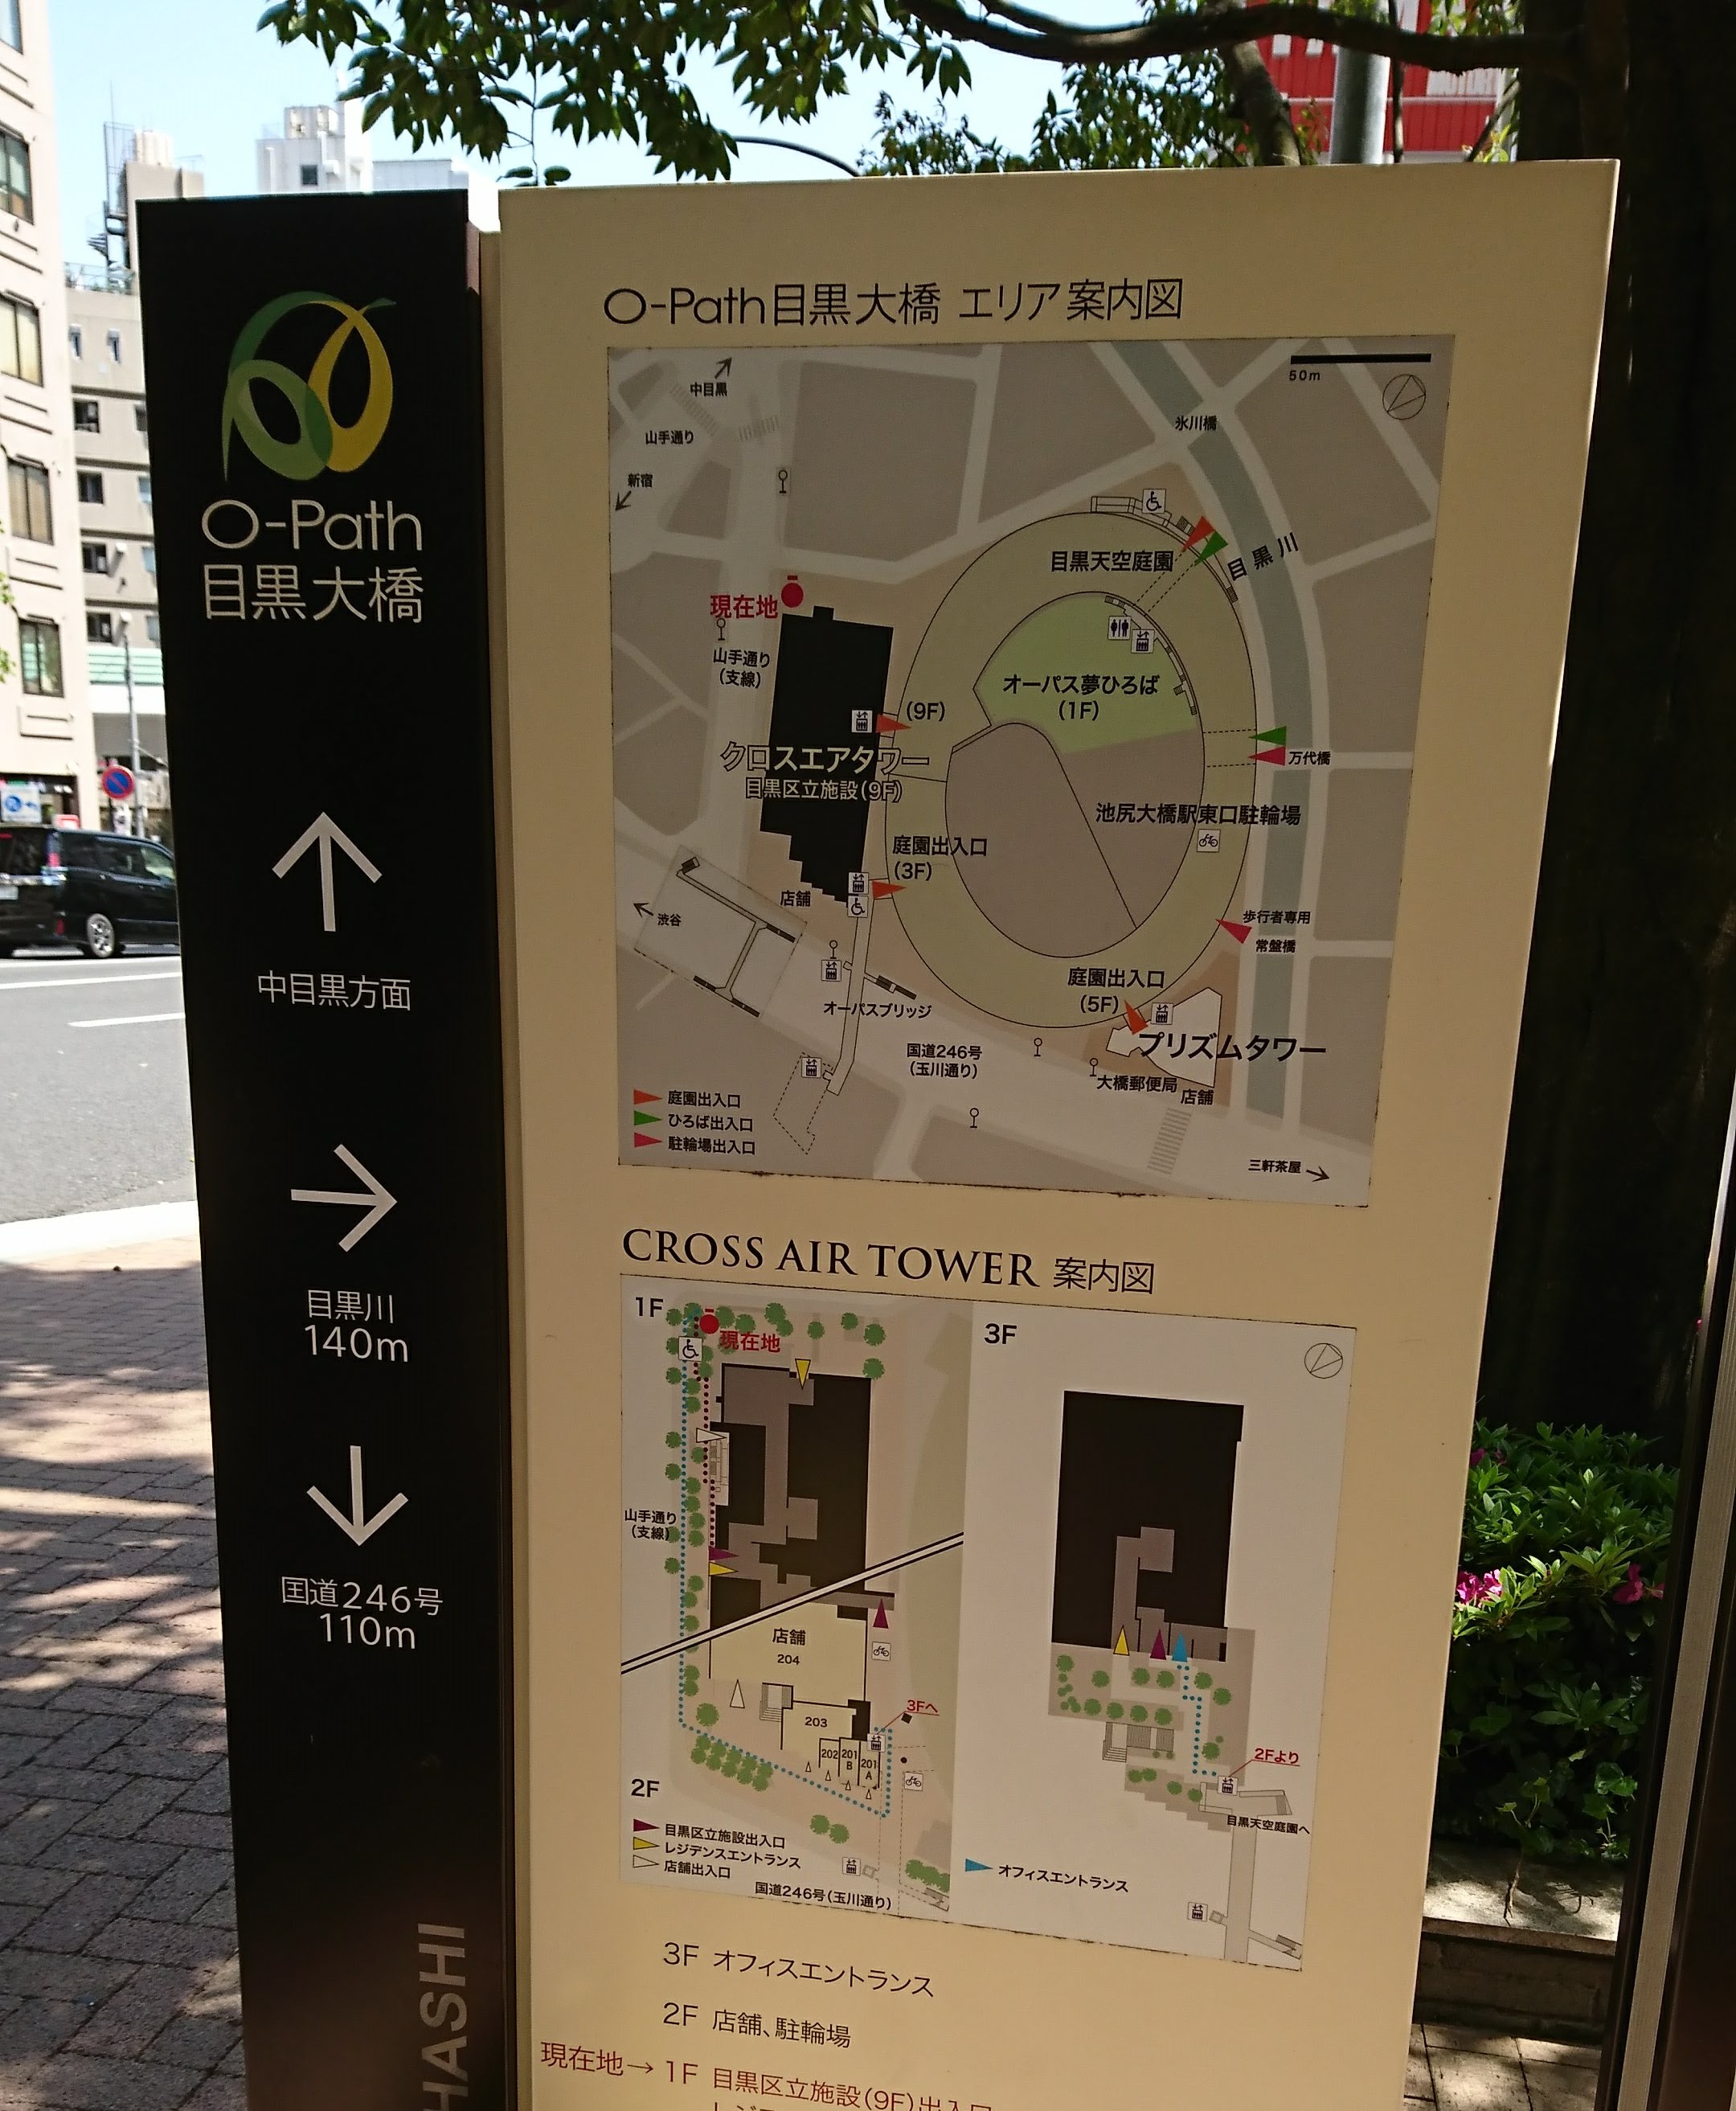 O-Path
目黒大橋
中目黒方面
目黒川
140m
国道246号
110m
HASHI
O-Path目黒大橋 エリア案内図
50m
中目黒
山手通り
新宿
氷川橋
目黒川
目黒天空庭園
現在地
山手通り
(支線)
オーパス夢ひろば
(1F)
(9F)
クロスエアタワー
目黒区立施設(9F)
万代橋
池尻大橋駅東口駐輪場
庭園出入口
(3F)
店舗
渋谷
歩行者専用
常盤橋
庭園出入口
(5F)
オーパスブリッジ
プリズムタワー
国道246号
(玉川通り)
大橋郵便局
店舗
庭園出入口
ひろば出入口
駐輪場出入口
三軒茶屋
CROSS AIR TOWER 案内図
1F
現在地
3F
山手通り
(支線)
店舗
204
203
202
201
B
201
A
3Fへ
2Fより
2F
目黒天空庭園へ
目黒区立施設出入口
レジデンスエントランス
店舗出入口
オフィスエントランス
国道246号(玉川通り)
3F オフィスエントランス
2F 店舗、駐輪場
現在地→ 1F 目黒区立施設(9F)出入口